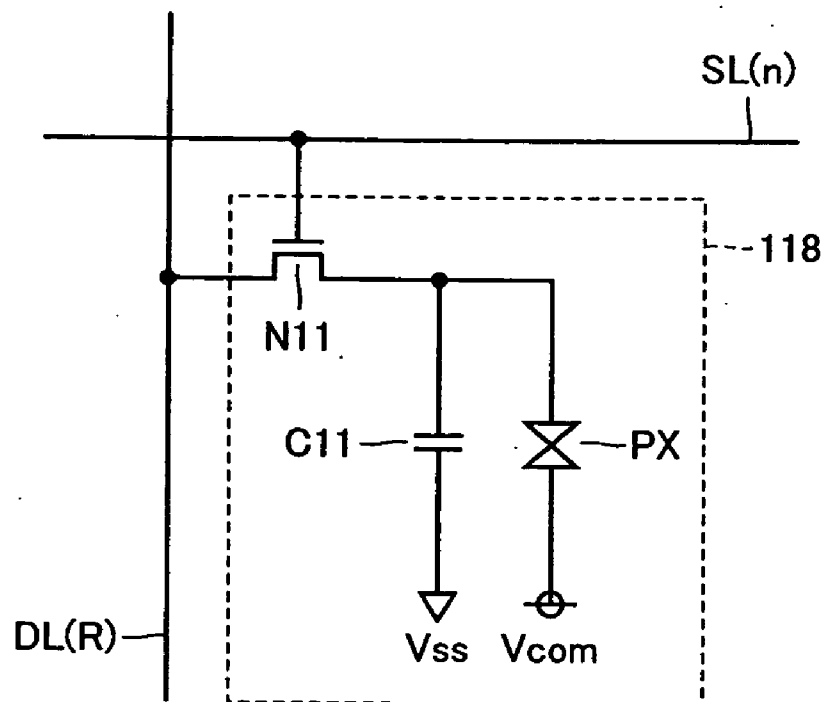 SL(n)
118
N11
C11
PX
DL(R)
Vss
Vcom